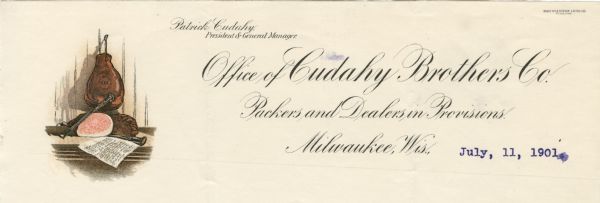 Patrick Cudahy,
President & General Manager.
Office of Cudahy Brothers Co.
Packers and Dealers in Provisions.
Milwaukee, Wis., July, 11, 1901.